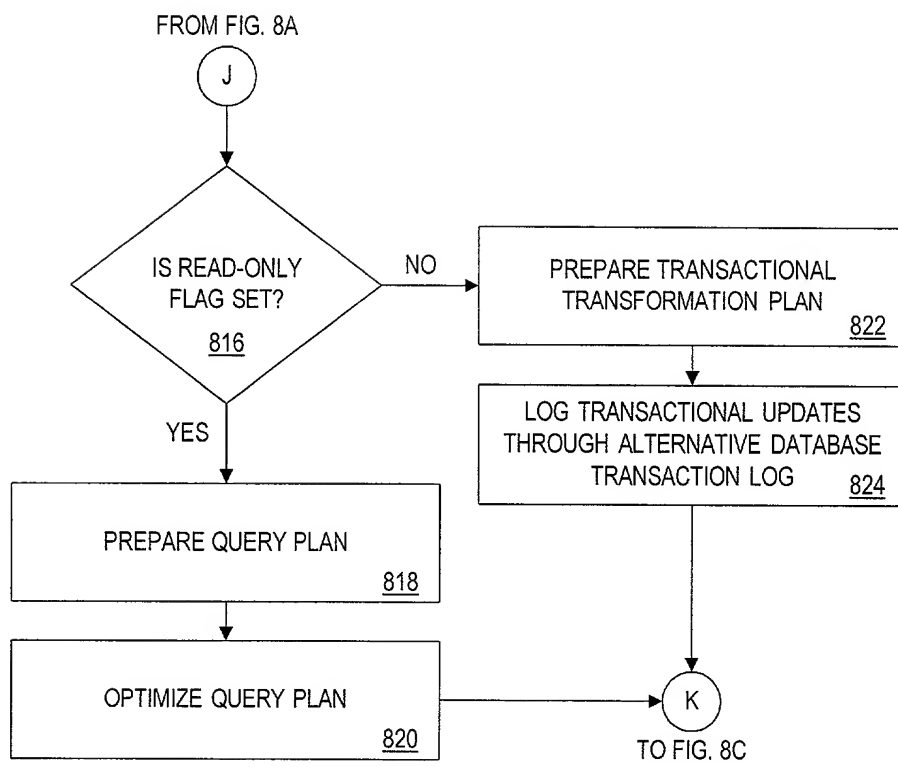 FROM FIG. 8A
J
IS READ-ONLY
FLAG SET?
816
NO
YES
PREPARE TRANSACTIONAL
TRANSFORMATION PLAN
822
LOG TRANSACTIONAL UPDATES
THROUGH ALTERNATIVE DATABASE
TRANSACTION LOG
824
PREPARE QUERY PLAN
818
OPTIMIZE QUERY PLAN
820
K
TO FIG. 8C